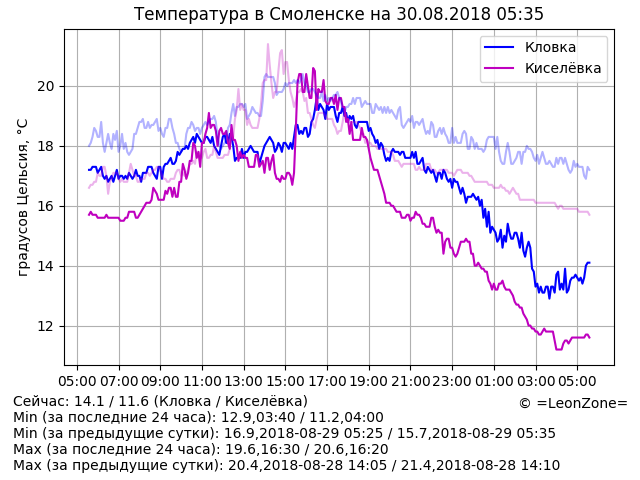 Температура в Смоленске на 30.08.2018 05:35
Кловка
Киселёвка
градусов Цельсия, °C
20
18
16
14
12
05:00 07:00 09:00 11:00 13:00 15:00 17:00 19:00 21:00 23:00 01:00 03:00 05:00
Сейчас: 14.1 / 11.6 (Кловка / Киселёвка)
© =LeonZone=
Min (за последние 24 часа): 12.9,03:40 / 11.2,04:00
Min (за предыдущие сутки): 16.9,2018-08-29 05:25 / 15.7,2018-08-29 05:35
Max (за последние 24 часа): 19.6,16:30 / 20.6,16:20
Max (за предыдущие сутки): 20.4,2018-08-28 14:05 / 21.4,2018-08-28 14:10